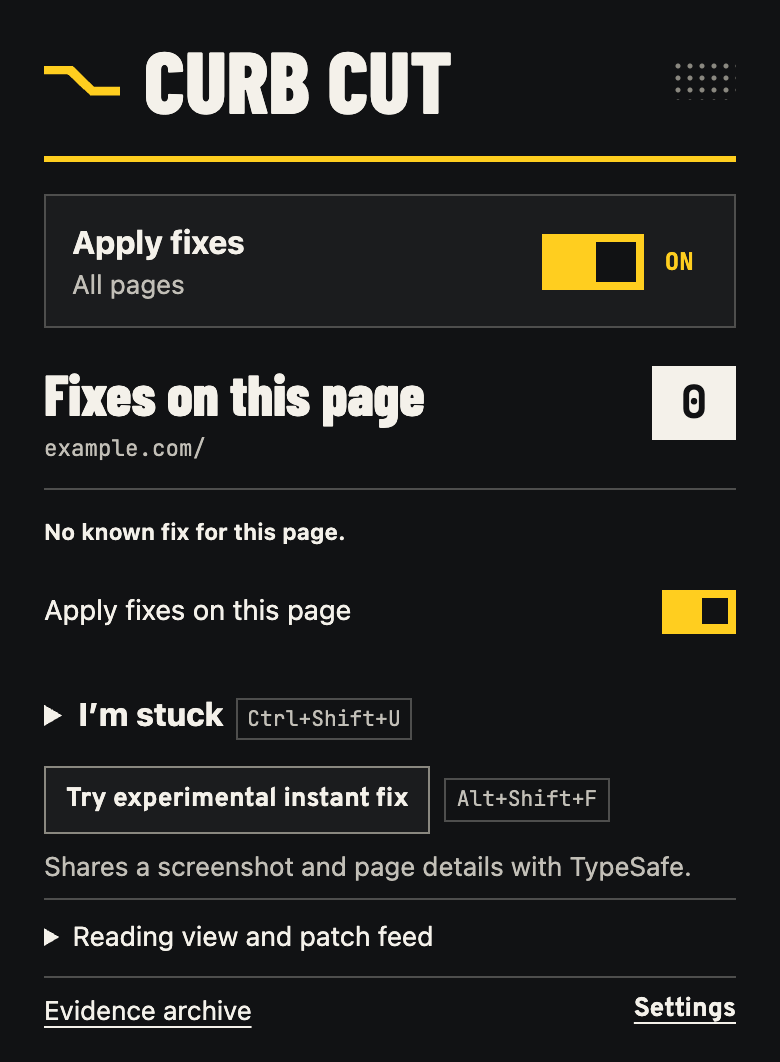 CURB CUT
Apply fixes
All pages
ON
Fixes on this page
0
example.com/
No known fix for this page.
Apply fixes on this page
I’m stuck Ctrl+Shift+U
Try experimental instant fix Alt+Shift+F
Shares a screenshot and page details with TypeSafe.
Reading view and patch feed
Evidence archive Settings